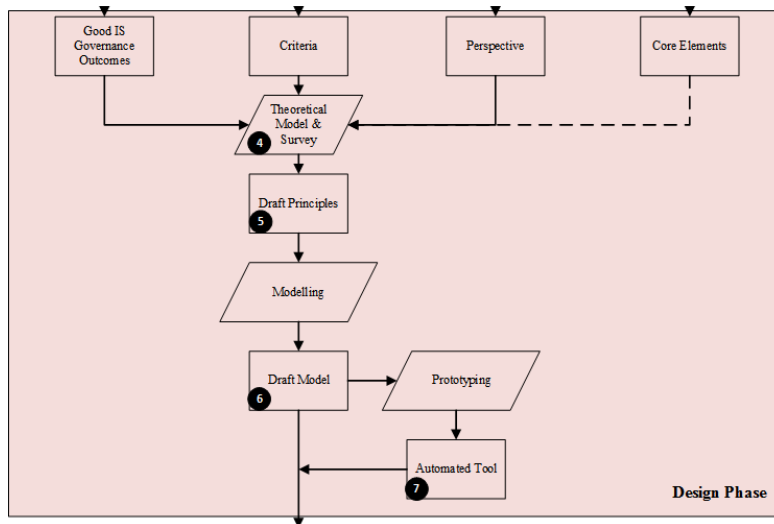 Good IS
Governance
Outcomes
Criteria
Perspective
Core Elements
Theoretical
Model &
Survey
4
Draft Principles
5
Modelling
Draft Model
6
Prototyping
Automated Tool
7
Design Phase